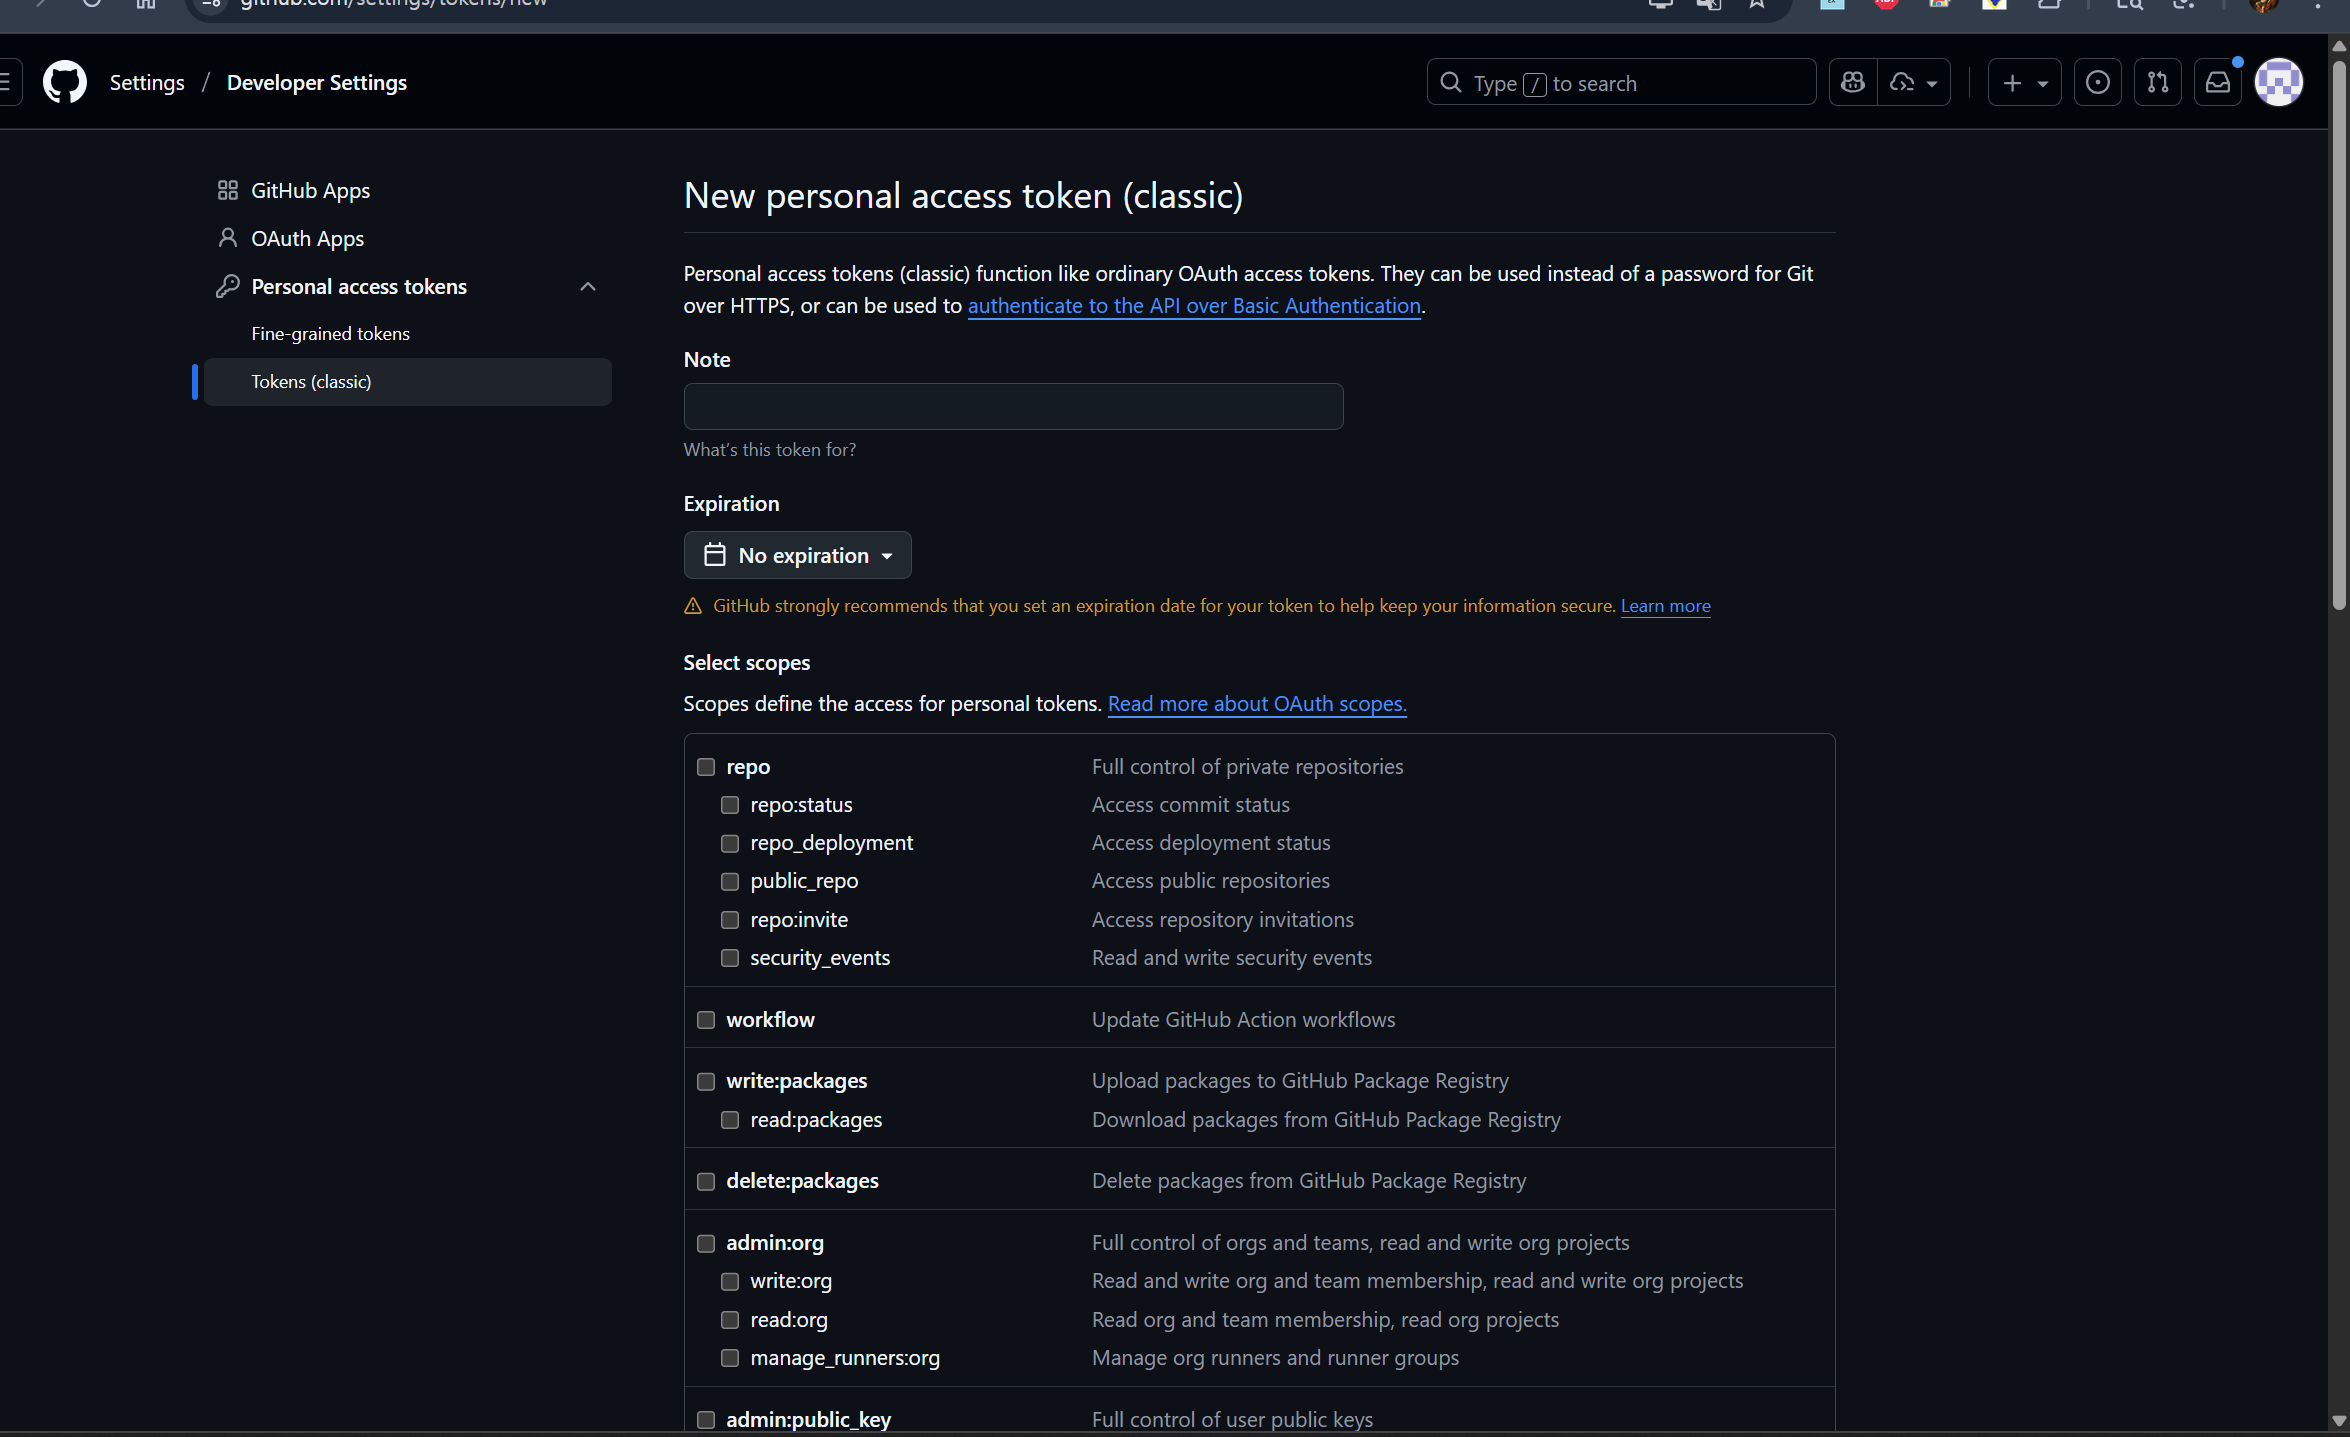 github.com/settings/tokens/new
Settings / Developer Settings
Type / to search
GitHub Apps
OAuth Apps
Personal access tokens
Fine-grained tokens
Tokens (classic)
New personal access token (classic)
Personal access tokens (classic) function like ordinary OAuth access tokens. They can be used instead of a password for Git
over HTTPS, or can be used to authenticate to the API over Basic Authentication.
Note
What's this token for?
Expiration
No expiration
GitHub strongly recommends that you set an expiration date for your token to help keep your information secure. Learn more
Select scopes
Scopes define the access for personal tokens. Read more about OAuth scopes.
repo Full control of private repositories
repo:status Access commit status
repo_deployment Access deployment status
public_repo Access public repositories
repo:invite Access repository invitations
security_events Read and write security events
workflow Update GitHub Action workflows
write:packages Upload packages to GitHub Package Registry
read:packages Download packages from GitHub Package Registry
delete:packages Delete packages from GitHub Package Registry
admin:org Full control of orgs and teams, read and write org projects
write:org Read and write org and team membership, read and write org projects
read:org Read org and team membership, read org projects
manage_runners:org Manage org runners and runner groups
admin:public_key Full control of user public keys